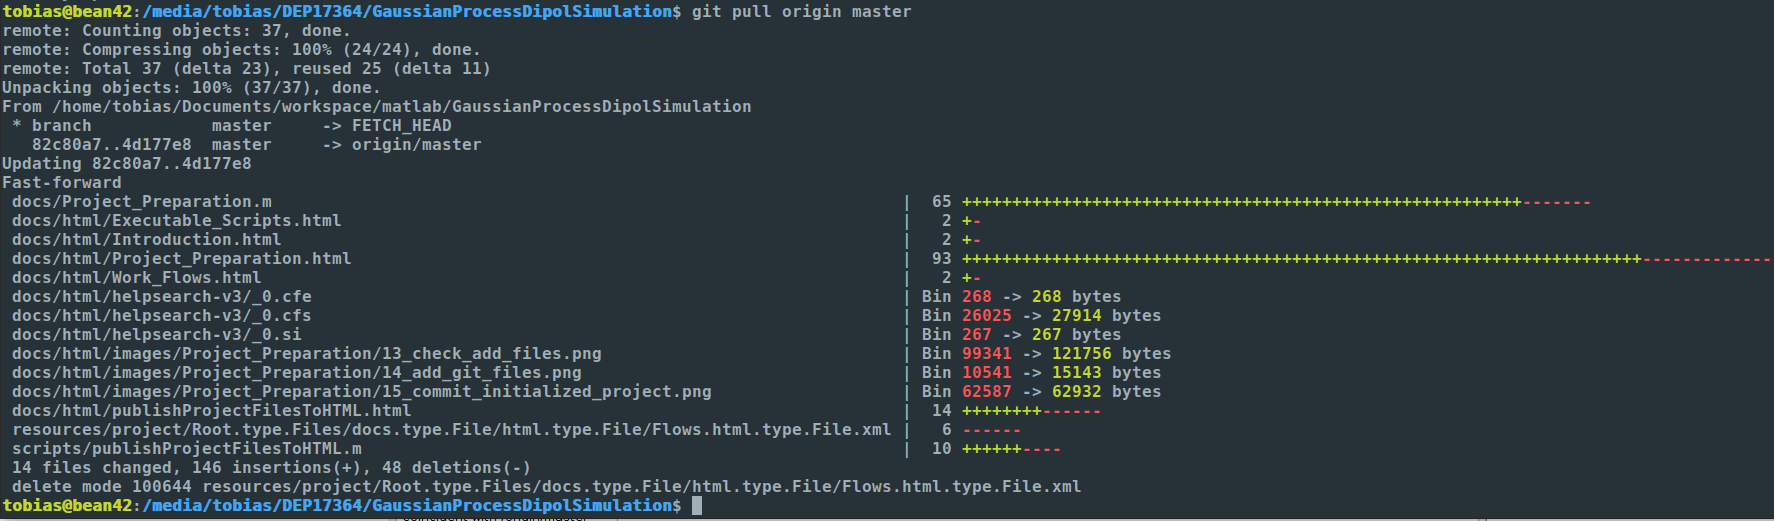 tobias@bean42:/media/tobias/DEP17364/GaussianProcessDipolSimulation$ git pull origin master
remote: Counting objects: 37, done.
remote: Compressing objects: 100% (24/24), done.
remote: Total 37 (delta 23), reused 25 (delta 11)
Unpacking objects: 100% (37/37), done.
From /home/tobias/Documents/workspace/matlab/GaussianProcessDipolSimulation
 * branch            master     -> FETCH_HEAD
   82c80a7..4d177e8  master     -> origin/master
Updating 82c80a7..4d177e8
Fast-forward
 docs/Project_Preparation.m                                                               |  65 ++++++++++++++++++++++++++++++++++++++++++++++++++++++++-------
 docs/html/Executable_Scripts.html                                                        |   2 +-
 docs/html/Introduction.html                                                              |   2 +-
 docs/html/Project_Preparation.html                                                       |  93 ++++++++++++++++++++++++++++++++++++++++++++++++++++++++++++++++++++-------------
 docs/html/Work_Flows.html                                                                |   2 +-
 docs/html/helpsearch-v3/_0.cfe                                                           | Bin 268 -> 268 bytes
 docs/html/helpsearch-v3/_0.cfs                                                           | Bin 26025 -> 27914 bytes
 docs/html/helpsearch-v3/_0.si                                                            | Bin 267 -> 267 bytes
 docs/html/images/Project_Preparation/13_check_add_files.png                              | Bin 99341 -> 121756 bytes
 docs/html/images/Project_Preparation/14_add_git_files.png                                | Bin 10541 -> 15143 bytes
 docs/html/images/Project_Preparation/15_commit_initialized_project.png                   | Bin 62587 -> 62932 bytes
 docs/html/publishProjectFilesToHTML.html                                                 |  14 ++++++++------
 resources/project/Root.type.Files/docs.type.File/html.type.File/Flows.html.type.File.xml |   6 ------
 scripts/publishProjectFilesToHTML.m                                                      |  10 ++++++----
 14 files changed, 146 insertions(+), 48 deletions(-)
 delete mode 100644 resources/project/Root.type.Files/docs.type.File/html.type.File/Flows.html.type.File.xml
tobias@bean42:/media/tobias/DEP17364/GaussianProcessDipolSimulation$